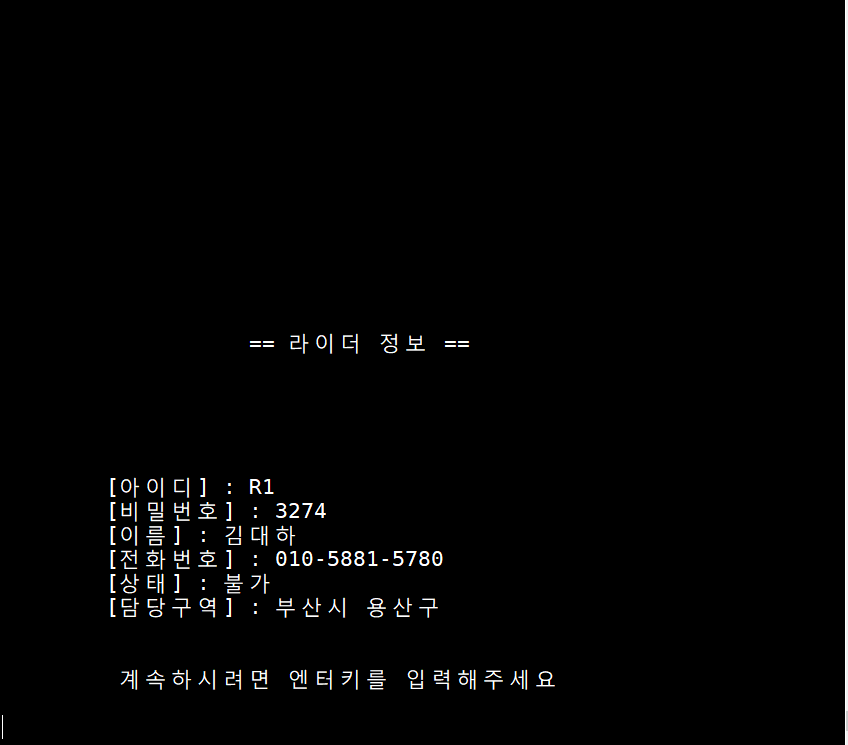 == 라이더 정보 ==
[아이디] : R1
[비밀번호] : 3274
[이름] : 김대하
[전화번호] : 010-5881-5780
[상태] : 불가
[담당구역] : 부산시 용산구
계속하시려면 엔터키를 입력해주세요